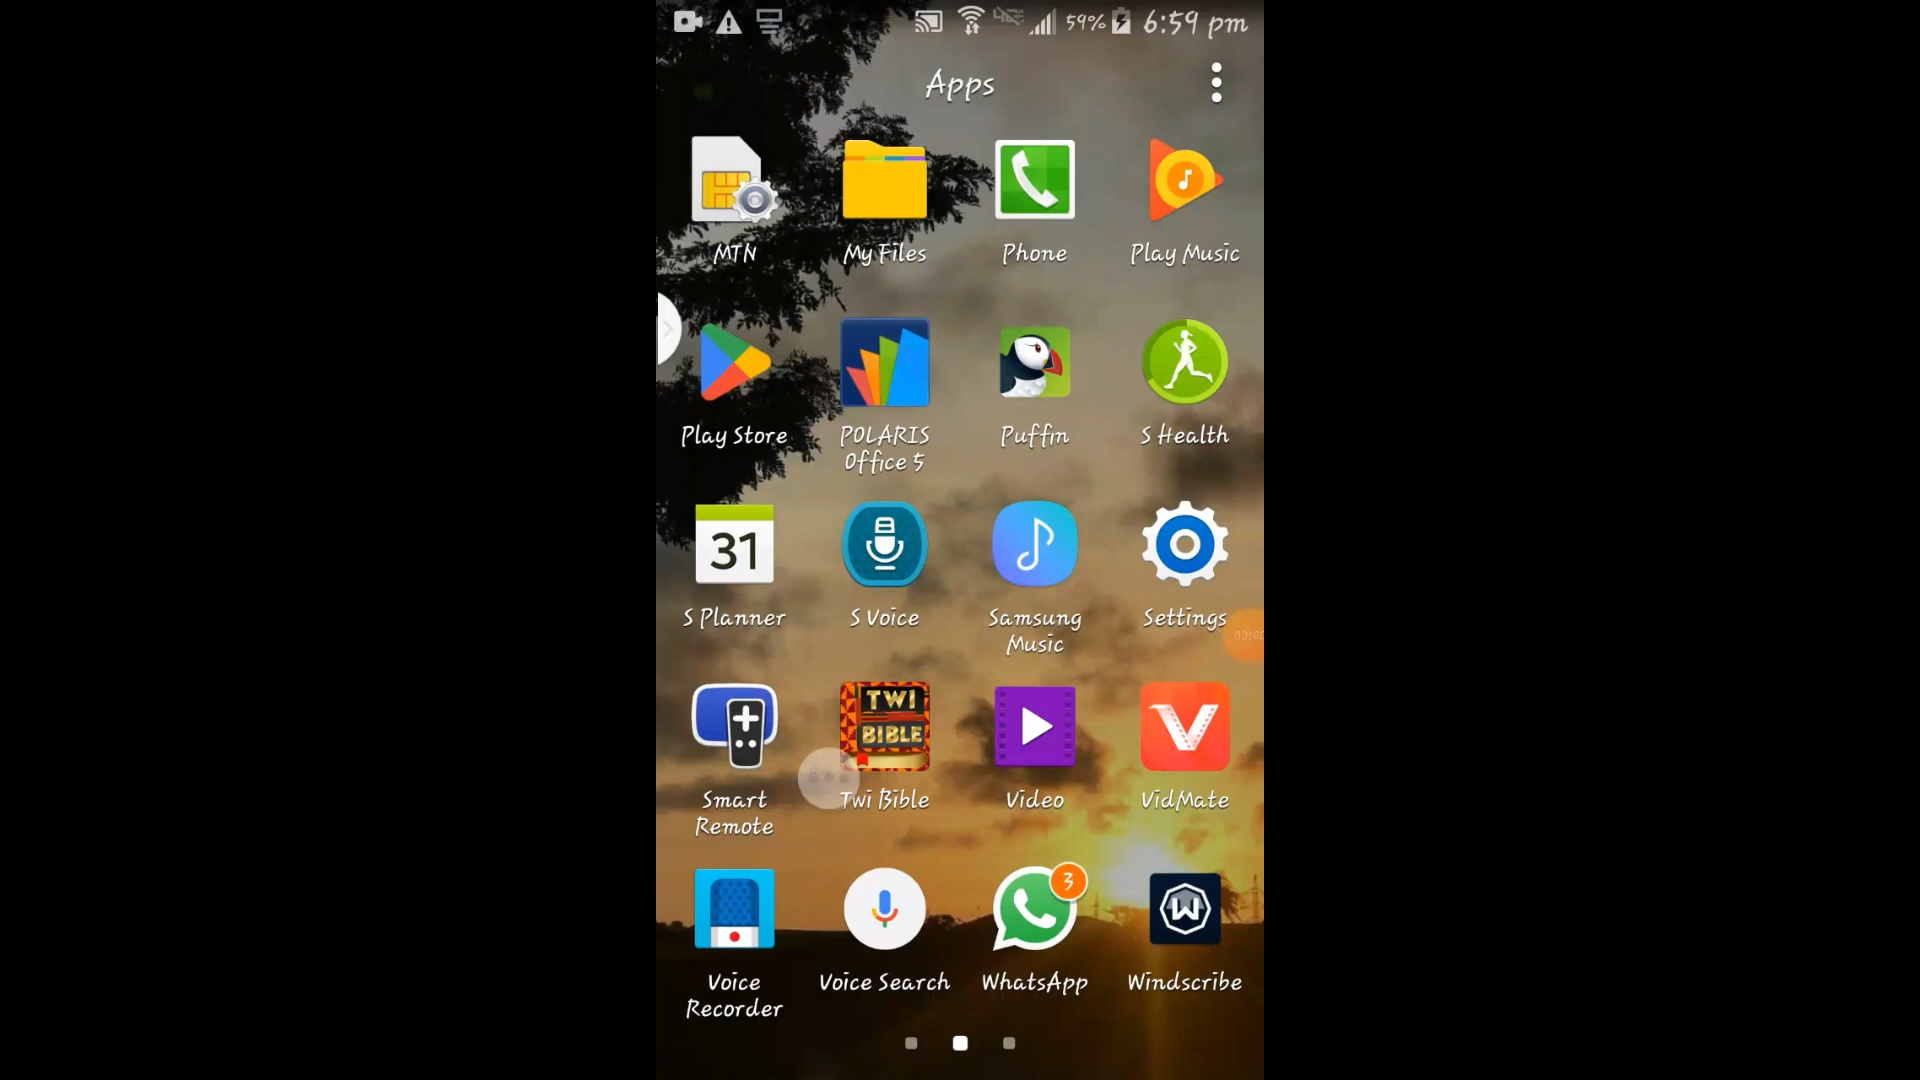 59% 6:59 pm
Apps
MTN My Files Phone Play Music
Play Store POLARIS Office 5 Puffin S Health
31
S Planner S Voice Samsung Music Settings
00:00
TWI BIBLE
V
Smart Remote Twi Bible Video VidMate
3
W
Voice Recorder Voice Search WhatsApp Windscribe